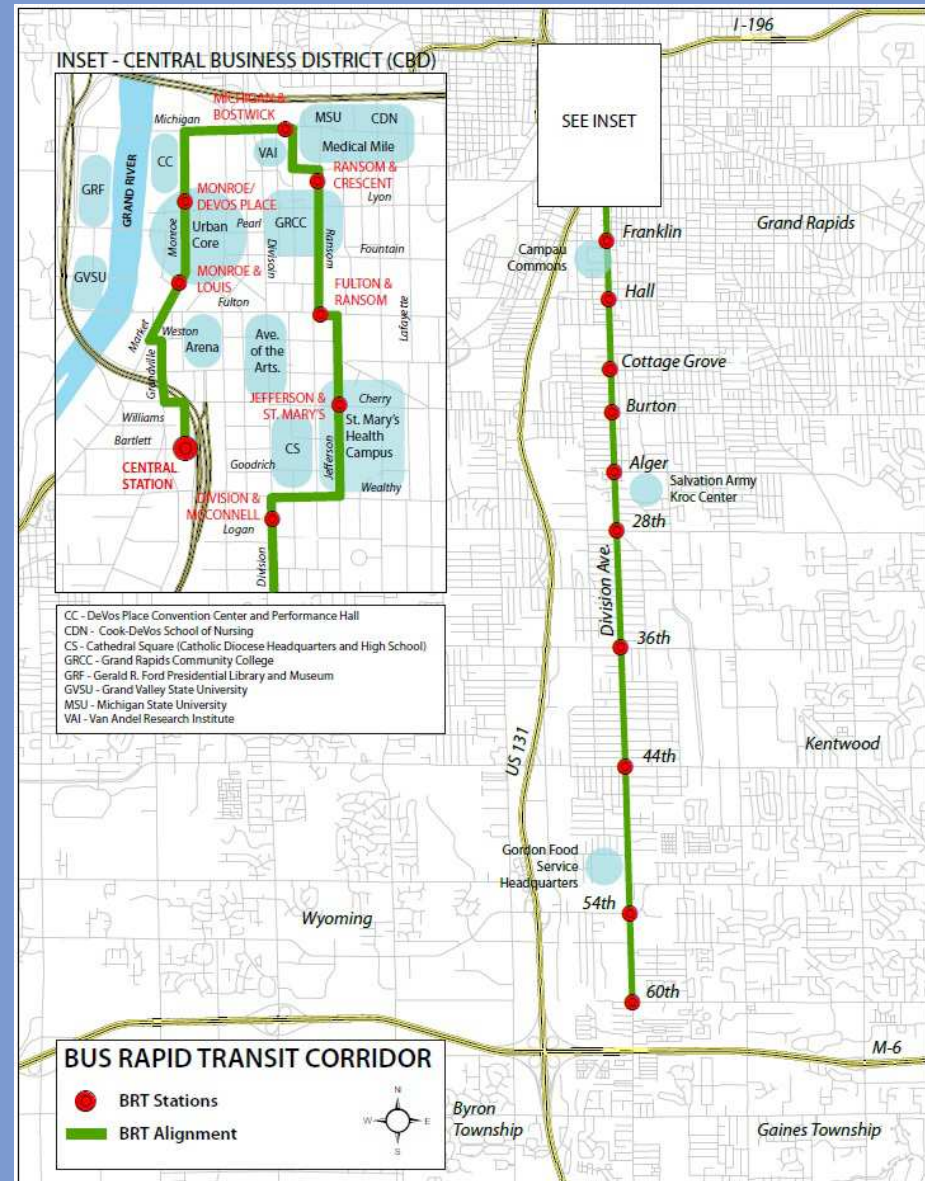 INSET - CENTRAL BUSINESS DISTRICT (CBD)
MICHIGAN &
BOSTWICK
Michigan
MSU
CDN
Medical Mile
VAI
CC
GRF
GRAND RIVER
RANSOM &
CRESCENT
Lyon
MONROE/
DEVOS PLACE
Monroe
Urban
Core
Pearl
Divisoin
GRCC
Ransom
Fountain
GVSU
MONROE &
LOUIS
Fulton
FULTON &
RANSOM
Lafayette
Market
Weston
Grandville
Arena
Ave.
of the
Arts.
JEFFERSON &
ST. MARY'S
Cherry
St. Mary's
Health
Campus
Williams
Bartlett
CS
Goodrich
Jefferson
Wealthy
CENTRAL
STATION
DIVISION &
MCCONNELL
Logan
Division
CC - DeVos Place Convention Center and Performance Hall
CDN - Cook-DeVos School of Nursing
CS - Cathedral Square (Catholic Diocese Headquarters and High School)
GRCC - Grand Rapids Community College
GRF - Gerald R. Ford Presidential Library and Museum
GVSU - Grand Valley State University
MSU - Michigan State University
VAI - Van Andel Research Institute
I-196
SEE INSET
Franklin
Grand Rapids
Campau
Commons
Hall
Cottage Grove
Burton
Alger
Salvation Army
Kroc Center
28th
Division Ave.
36th
US 131
44th
Kentwood
Gordon Food
Service
Headquarters
54th
Wyoming
60th
M-6
BUS RAPID TRANSIT CORRIDOR
BRT Stations
BRT Alignment
N
W
E
S
Byron
Township
Gaines Township